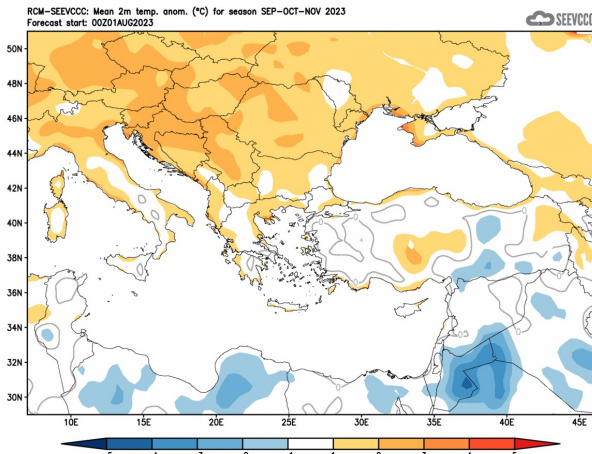 RCM-SEEVCCC: Mean 2m temp. anom. (°C) for season SEP-OCT-NOV 2023
Forecast start: 00Z01AUG2023
SEEVCCC
50N
48N
46N
44N
42N
40N
38N
36N
34N
32N
30N
10E 15E 20E 25E 30E 35E 40E 45E